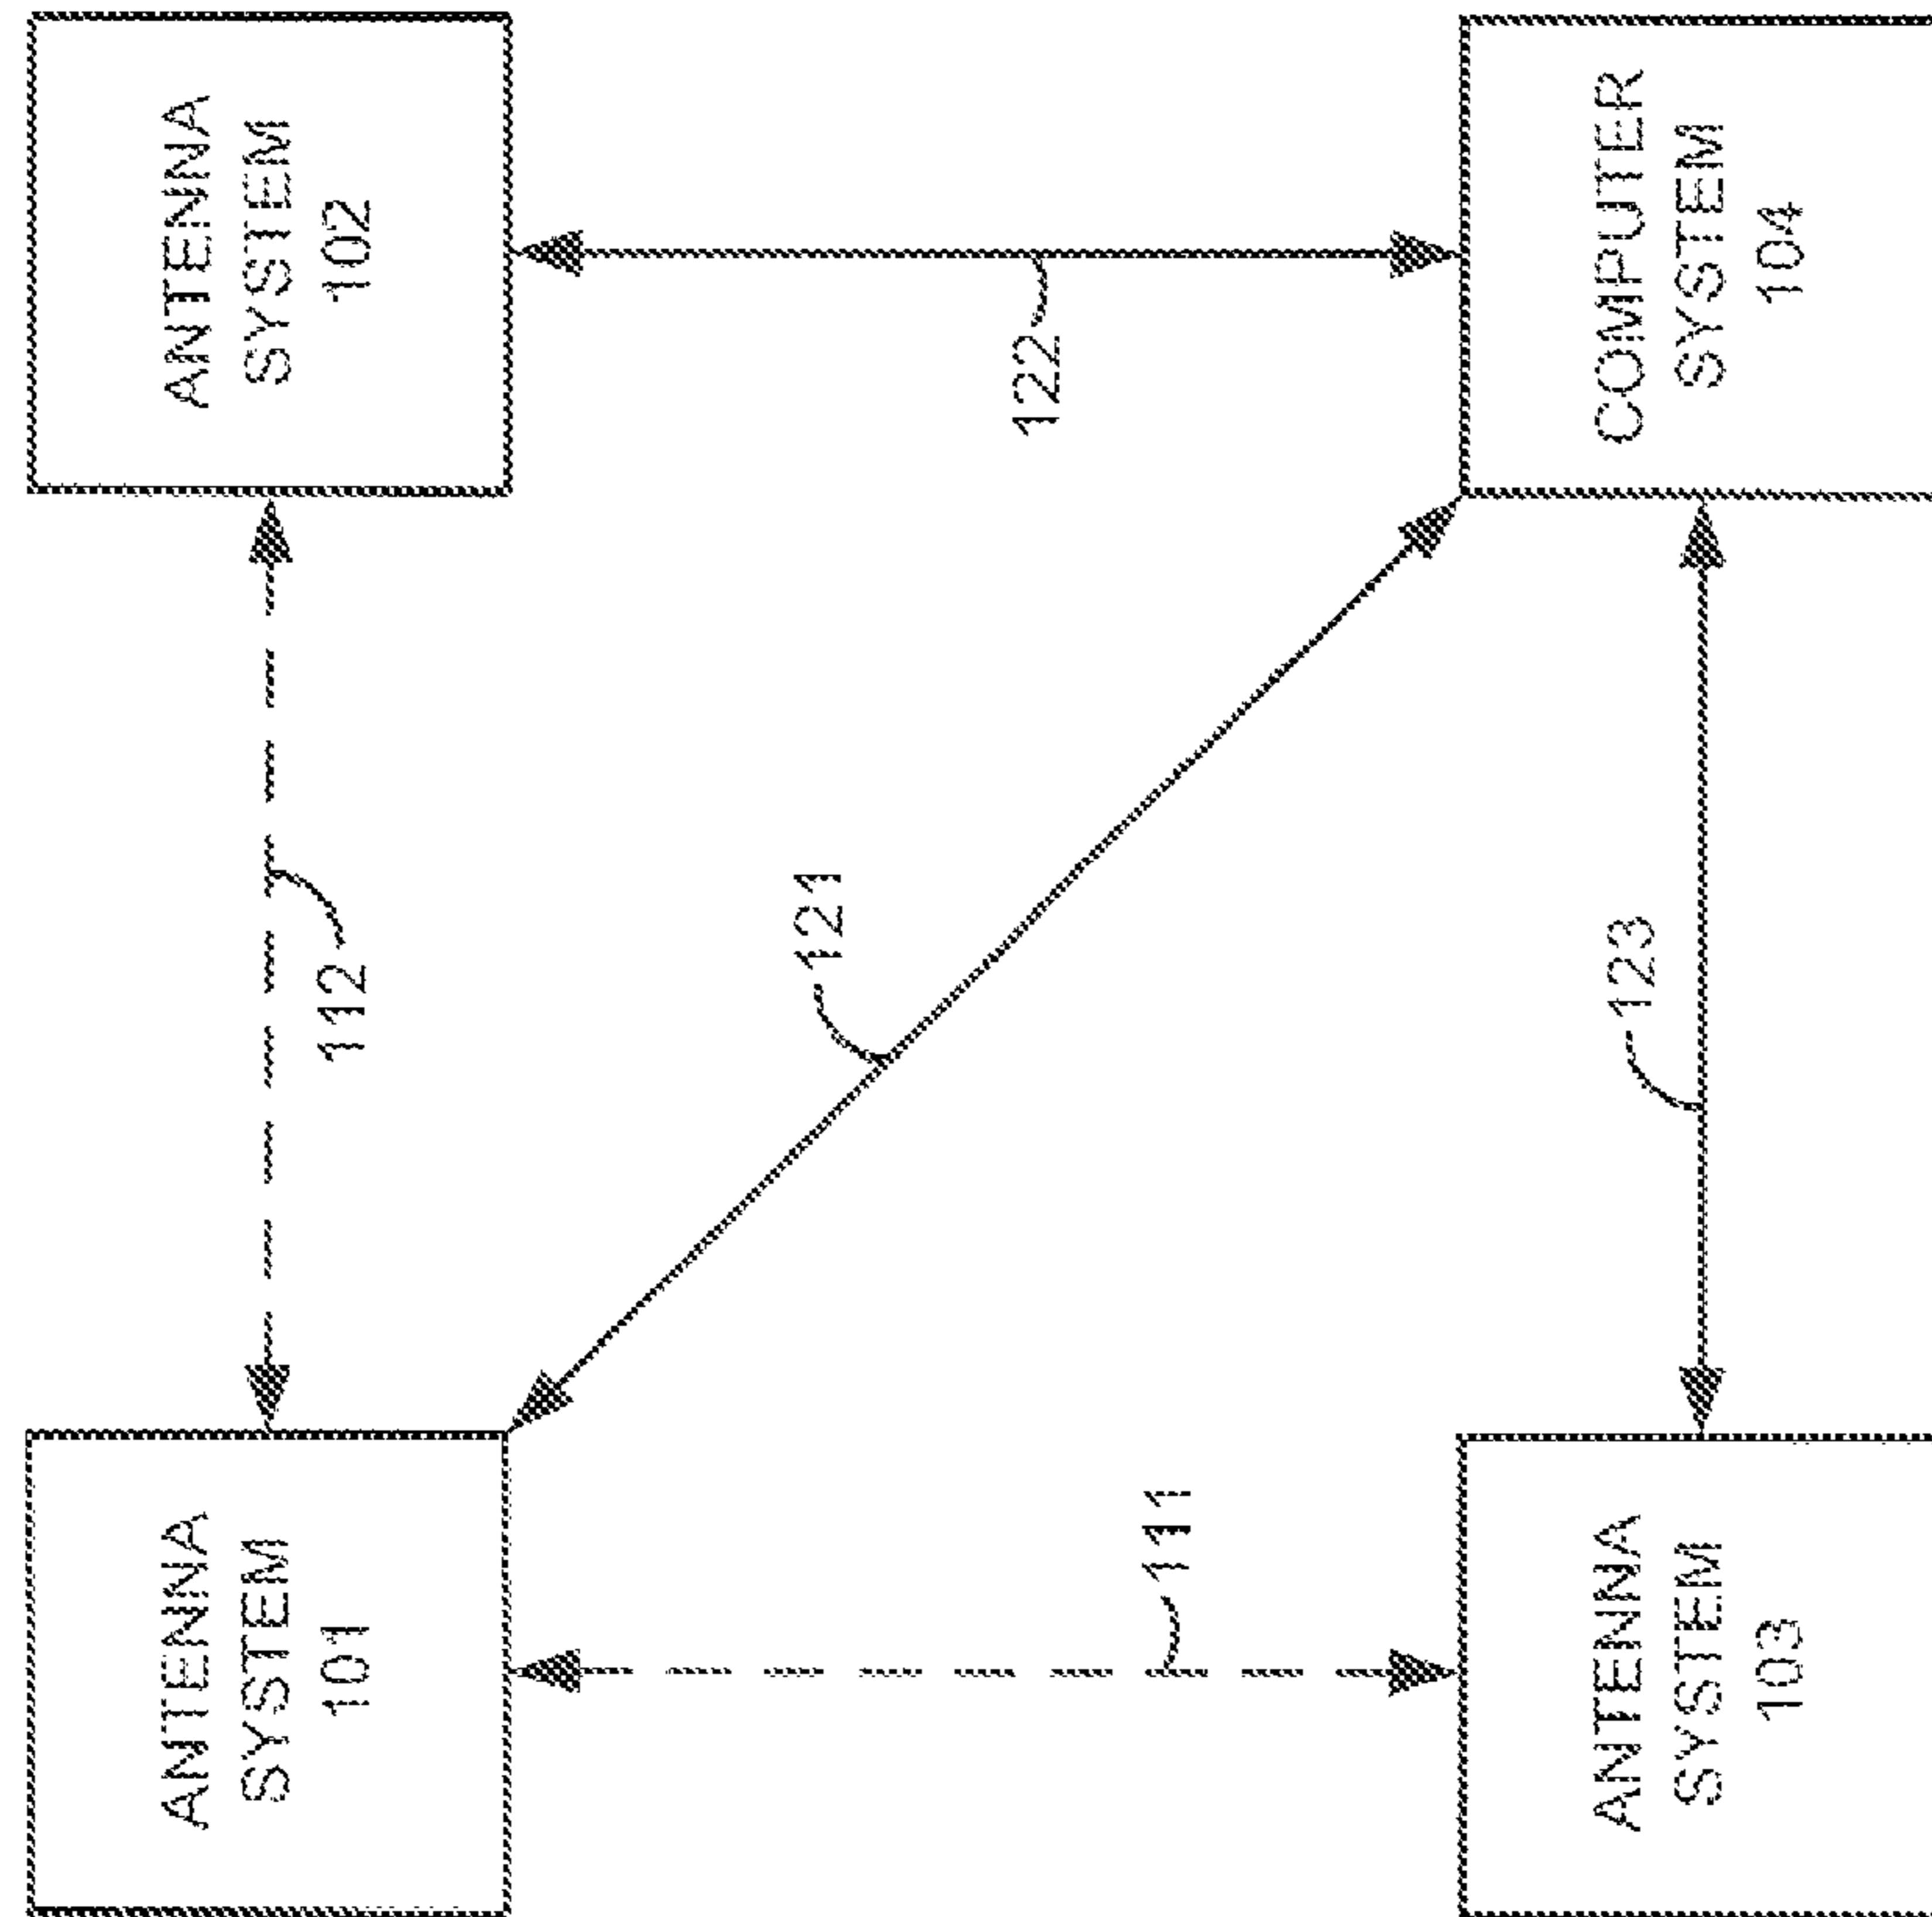 ANTENNA
SYSTEM
101
112
ANTENNA
SYSTEM
102
121
122
111
ANTENNA
SYSTEM
103
123
COMPUTER
SYSTEM
104